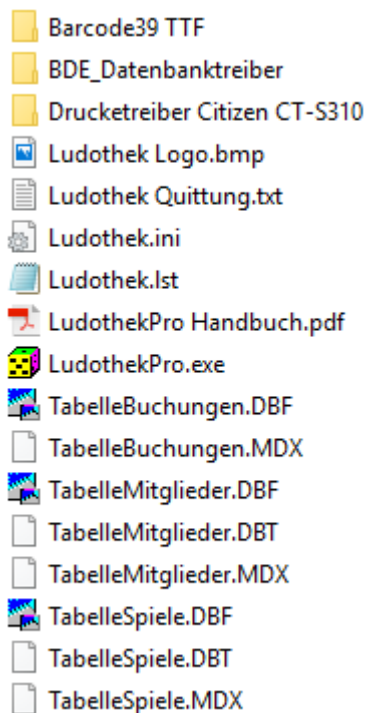 Barcode39 TTF
BDE_Datenbanktreiber
Drucketreiber Citizen CT-S310
Ludothek Logo.bmp
Ludothek Quittung.txt
Ludothek.ini
Ludothek.lst
LudothekPro Handbuch.pdf
LudothekPro.exe
TabelleBuchungen.DBF
TabelleBuchungen.MDX
TabelleMitglieder.DBF
TabelleMitglieder.DBT
TabelleMitglieder.MDX
TabelleSpiele.DBF
TabelleSpiele.DBT
TabelleSpiele.MDX